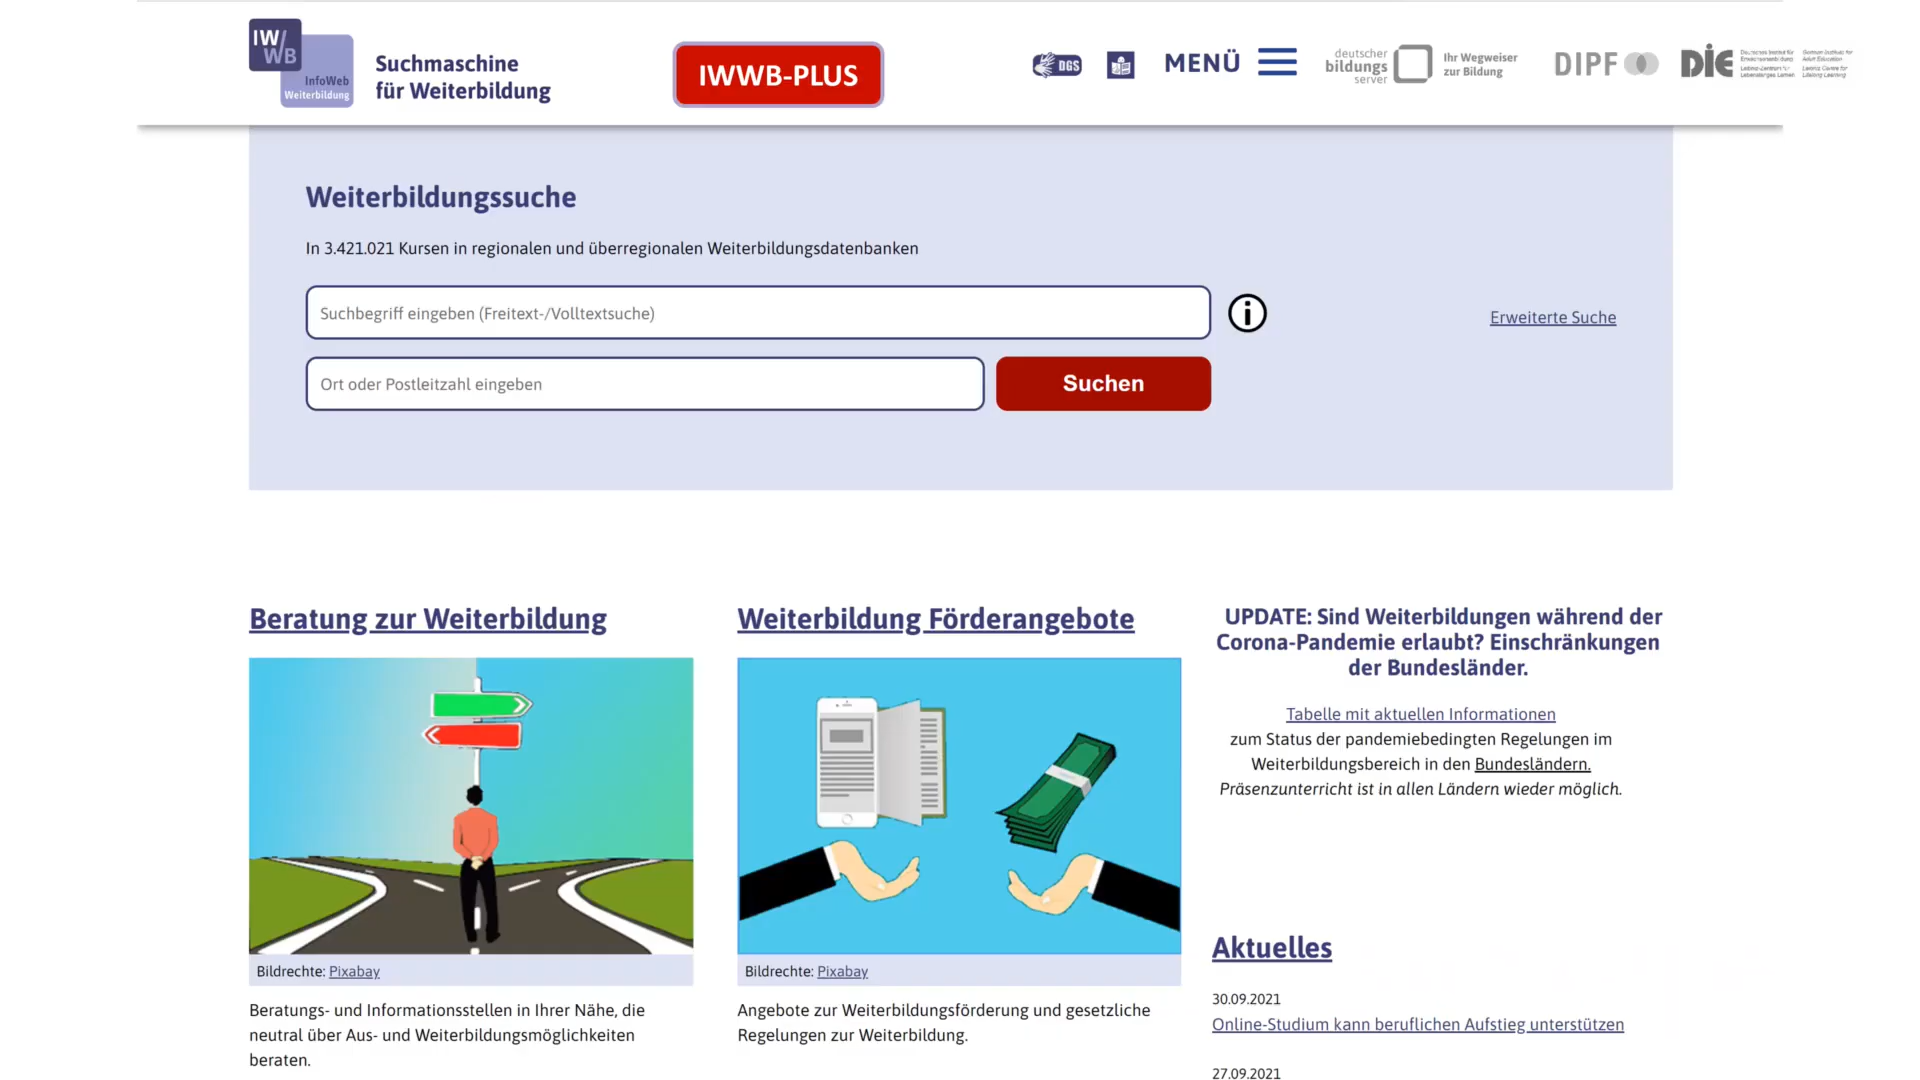 IW/
WB
InfoWeb
Weiterbildung
Suchmaschine
für Weiterbildung
IWWB-PLUS
DGS
MENÜ
deutscher
bildungs
server
Ihr Wegweiser
zur Bildung
DIPF
DIE
Weiterbildungssuche
In 3.421.021 Kursen in regionalen und überregionalen Weiterbildungsdatenbanken
Suchbegriff eingeben (Freitext-/Volltextsuche)
Erweiterte Suche
Ort oder Postleitzahl eingeben
Suchen
Beratung zur Weiterbildung
Bildrechte: Pixabay
Beratungs- und Informationsstellen in Ihrer Nähe, die
neutral über Aus- und Weiterbildungsmöglichkeiten
beraten.
Weiterbildung Förderangebote
Bildrechte: Pixabay
Angebote zur Weiterbildungsförderung und gesetzliche
Regelungen zur Weiterbildung.
UPDATE: Sind Weiterbildungen während der
Corona-Pandemie erlaubt? Einschränkungen
der Bundesländer.
Tabelle mit aktuellen Informationen
zum Status der pandemiebedingten Regelungen im
Weiterbildungsbereich in den Bundesländern.
Präsenzunterricht ist in allen Ländern wieder möglich.
Aktuelles
30.09.2021
Online-Studium kann beruflichen Aufstieg unterstützen
27.09.2021